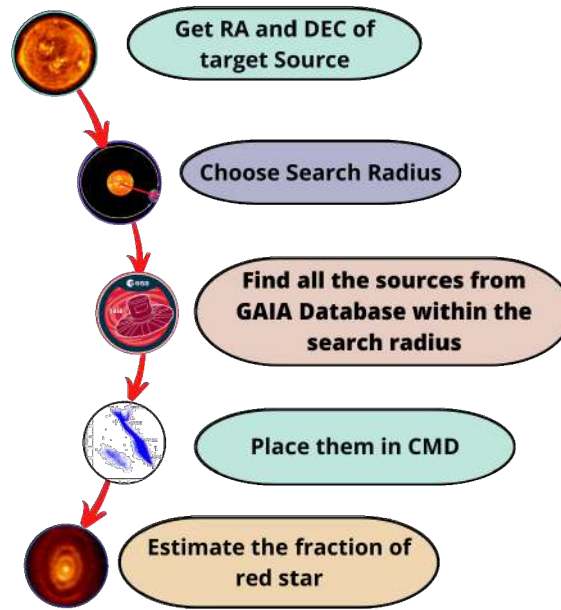 Get RA and DEC of
target Source
Choose Search Radius
esa
Find all the sources from
GAIA Database within the
search radius
Place them in CMD
Estimate the fraction of
red star